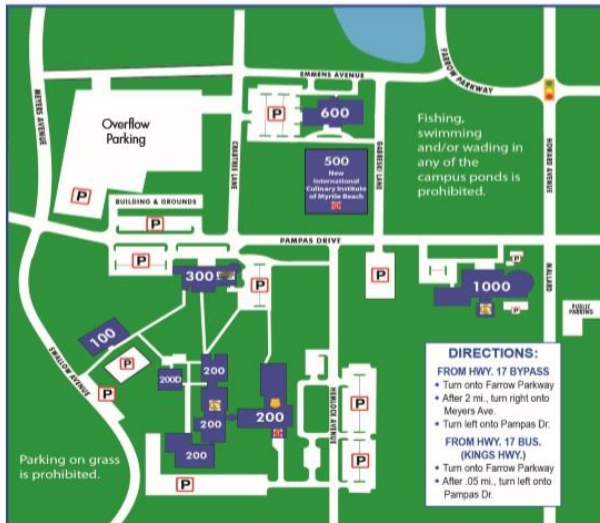 EMMENS AVENUE
FARROW PARKWAY
MEYERS AVENUE
Overflow
Parking
P
P
600
CRABTREE LANE
GABRESKI LANE
HOWARD AVENUE
Fishing,
swimming
and/or wading in
any of the
campus ponds is
prohibited.
500
New
International
Culinary Institute
of Myrtle Beach
BUILDING & GROUNDS
P
P
PAMPAS DRIVE
300
P
P
P
1000
P
MALLARD
PUBLIC
PARKING
100
P
P
SWALLOWS AVENUE
200D
200
200
200
200
HEMLOCK AVENUE
P
P
P
Parking on grass
is prohibited.
DIRECTIONS:
FROM HWY. 17 BYPASS
• Turn onto Farrow Parkway
• After 2 mi., turn right onto
Meyers Ave.
• Turn left onto Pampas Dr.
FROM HWY. 17 BUS.
(KINGS HWY.)
• Turn onto Farrow Parkway
• After .05 mi., turn left onto
Pampas Dr.